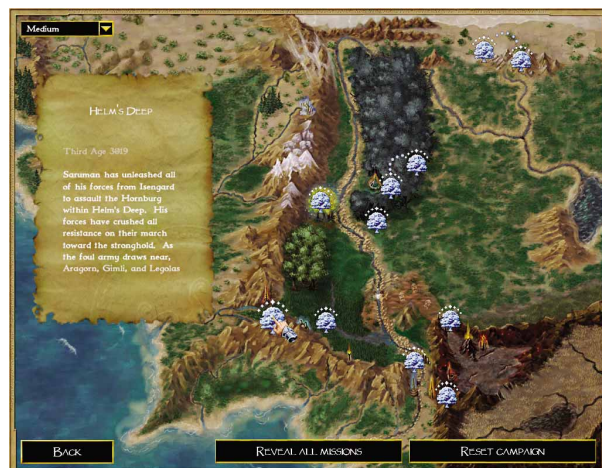 Medium
Helm's Deep
Third Age 3019
Saruman has unleashed all
of his forces from Isengard
to assault the Hornburg
within Helm's Deep. His
forces have crushed all
resistance on their march
toward the stronghold. As
the foul army draws near,
Aragorn, Gimli, and Legolas
Back
Reveal all missions
Reset campaign